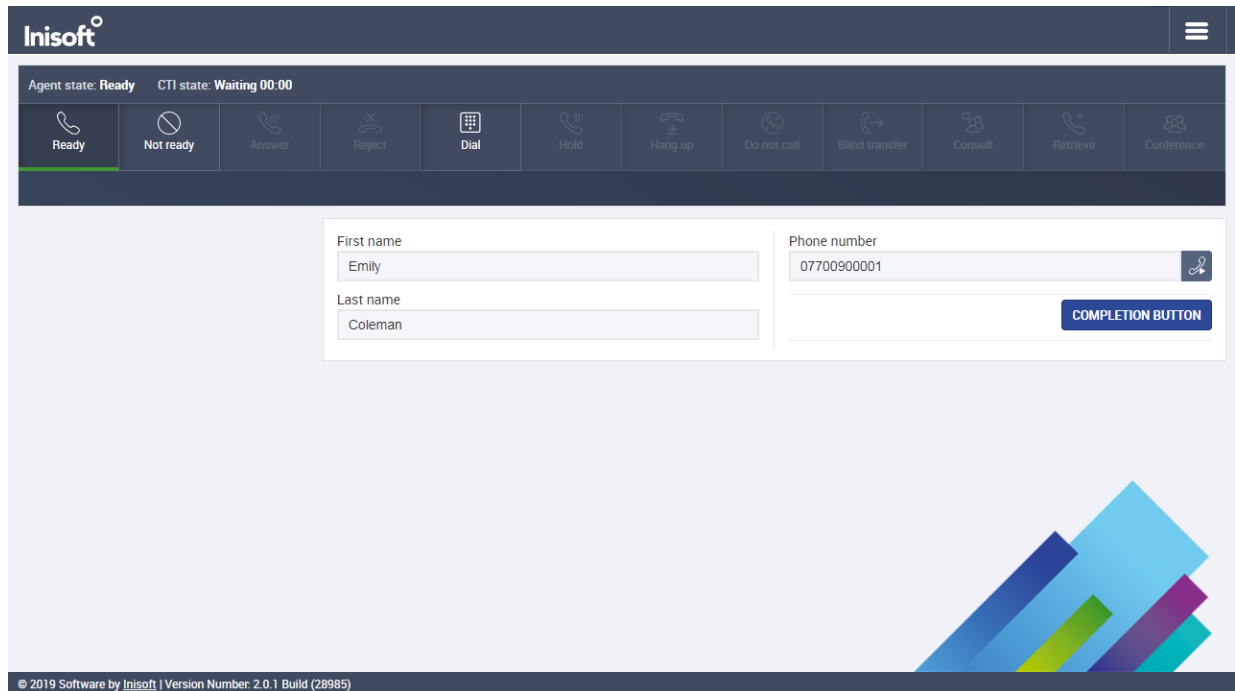 Inisoft
Agent state: Ready CTI state: Waiting 00:00
Ready Not ready Answer Reject Dial Hold Hang up Do not call Blind transfer Consult Retrieve Conference
First name Phone number
Emily 07700900001
Last name
Coleman COMPLETION BUTTON
© 2019 Software by Inisoft | Version Number: 2.0.1 Build (28985)